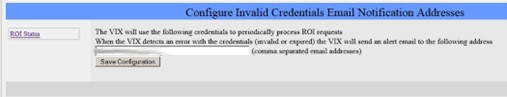 Configure Invalid Credentials Email Notification Addresses
ROI Status
The VIX will use the following credentials to periodically process ROI requests
When the VIX detects an error with the credentials (invalid or expired) the VIX will send an alert email to the following address
(comma separated email addresses)
Save Configuration